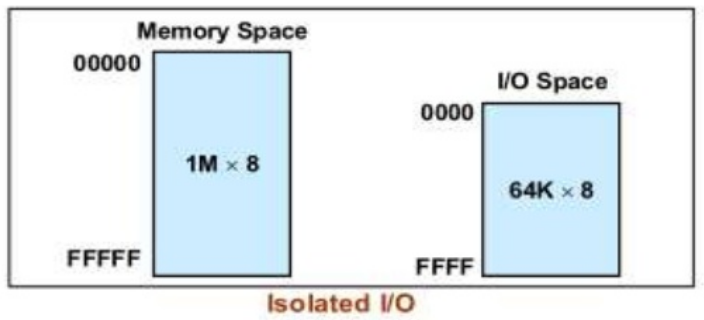 Memory Space
00000
1M × 8
FFFFF
I/O Space
0000
64K × 8
FFFF
Isolated I/O